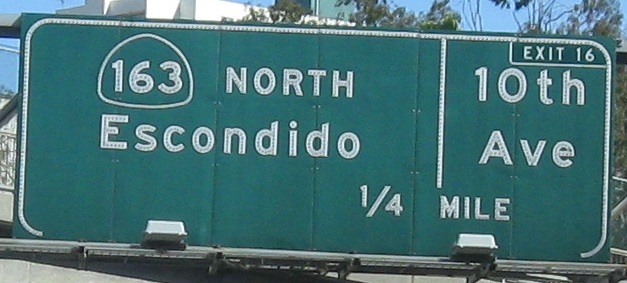 163 NORTH
Escondido
EXIT 16
10th
Ave
1/4 MILE